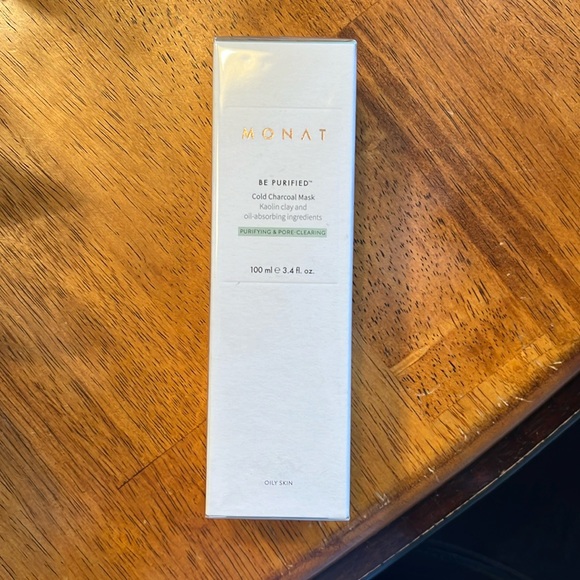 MONAT
BE PURIFIED™
Cold Charcoal Mask
Kaolin clay and
oil-absorbing ingredients
PURIFYING & PORE-CLEARING
100 ml ℮ 3.4 fl. oz.
OILY SKIN